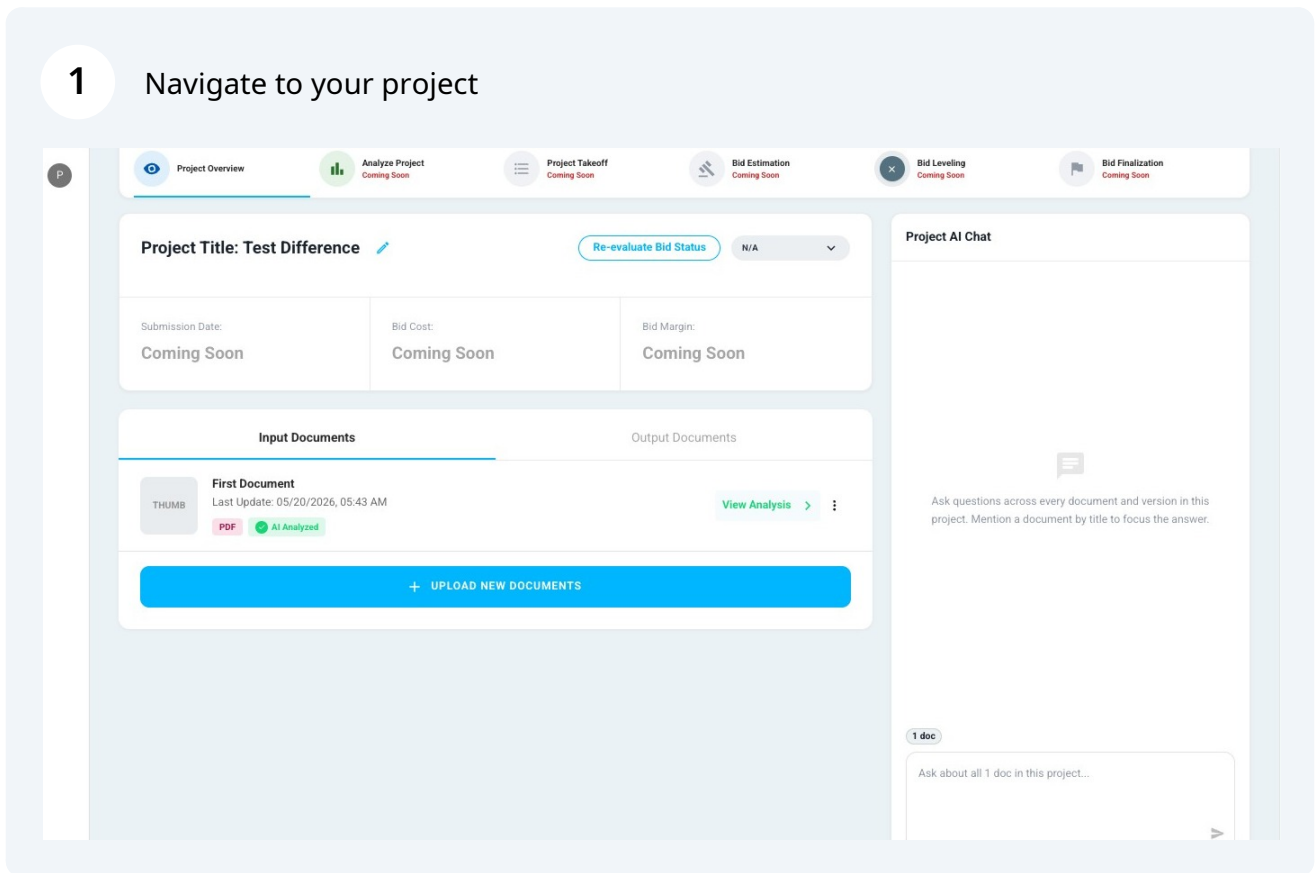 1
Navigate to your project
P
Project Overview
Analyze Project
Coming Soon
Project Takeoff
Coming Soon
Bid Estimation
Coming Soon
Bid Leveling
Coming Soon
Bid Finalization
Coming Soon
Project Title: Test Difference
Re-evaluate Bid Status
N/A
Submission Date:
Coming Soon
Bid Cost:
Coming Soon
Bid Margin:
Coming Soon
Input Documents
Output Documents
THUMB
First Document
Last Update: 05/20/2026, 05:43 AM
PDF
AI Analyzed
View Analysis
+ UPLOAD NEW DOCUMENTS
Project AI Chat
Ask questions across every document and version in this
project. Mention a document by title to focus the answer.
1 doc
Ask about all 1 doc in this project...